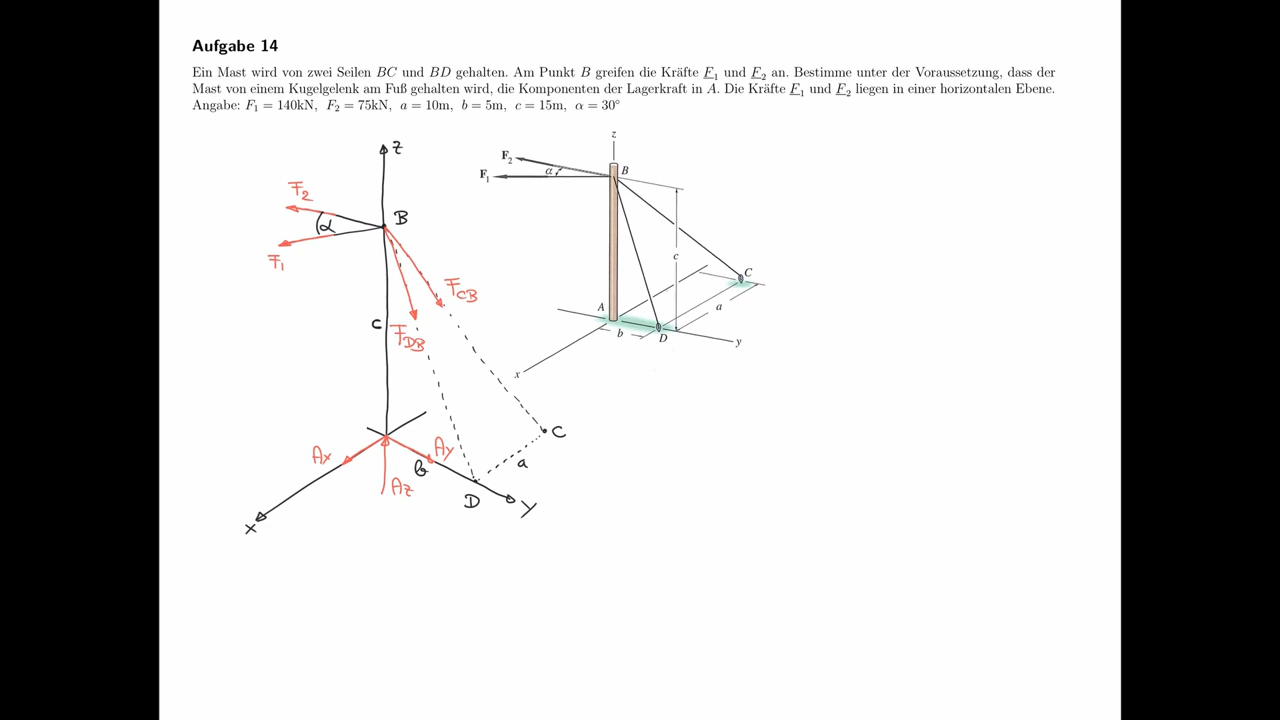 Aufgabe 14
Ein Mast wird von zwei Seilen BC und BD gehalten. Am Punkt B greifen die Kräfte F₁ und F₂ an. Bestimme unter der Voraussetzung, dass der
Mast von einem Kugelgelenk am Fuß gehalten wird, die Komponenten der Lagerkraft in A. Die Kräfte F₁ und F₂ liegen in einer horizontalen Ebene.
Angabe: F₁ = 140kN, F₂ = 75kN, a = 10m, b = 5m, c = 15m, α = 30°
z
F₂
F₁
α
B
c
A
C
a
b
D
y
x
z
F₂
B
α
F₁
F_CB
c
F_DB
C
Ax
Ay
a
b
Az
D
y
x